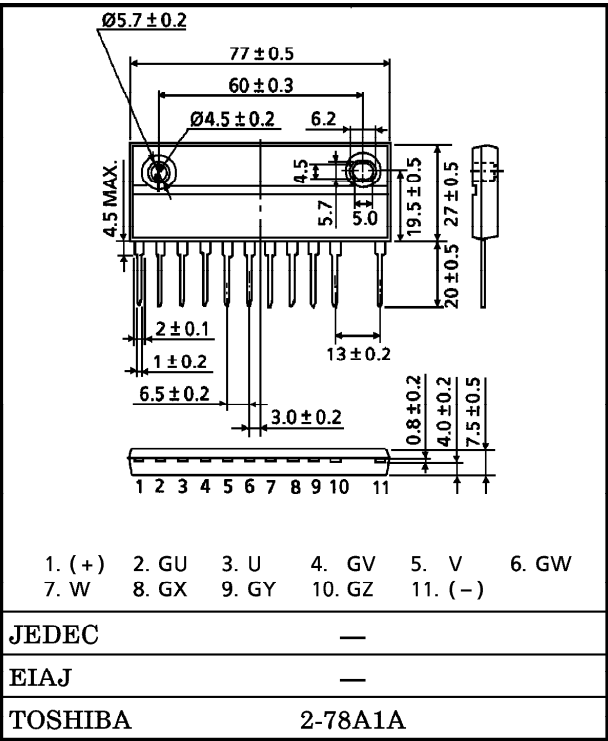 Ø5.7 ± 0.2
77 ± 0.5
60 ± 0.3
Ø4.5 ± 0.2
6.2
4.5
5.7
5.0
4.5 MAX.
19.5 ± 0.5
27 ± 0.5
20 ± 0.5
2 ± 0.1
13 ± 0.2
1 ± 0.2
6.5 ± 0.2
3.0 ± 0.2
0.8 ± 0.2
4.0 ± 0.2
7.5 ± 0.5
1 2 3 4 5 6 7 8 9 10 11
1. (+) 2. GU 3. U 4. GV 5. V 6. GW
7. W 8. GX 9. GY 10. GZ 11. (−)
JEDEC —
EIAJ —
TOSHIBA 2-78A1A